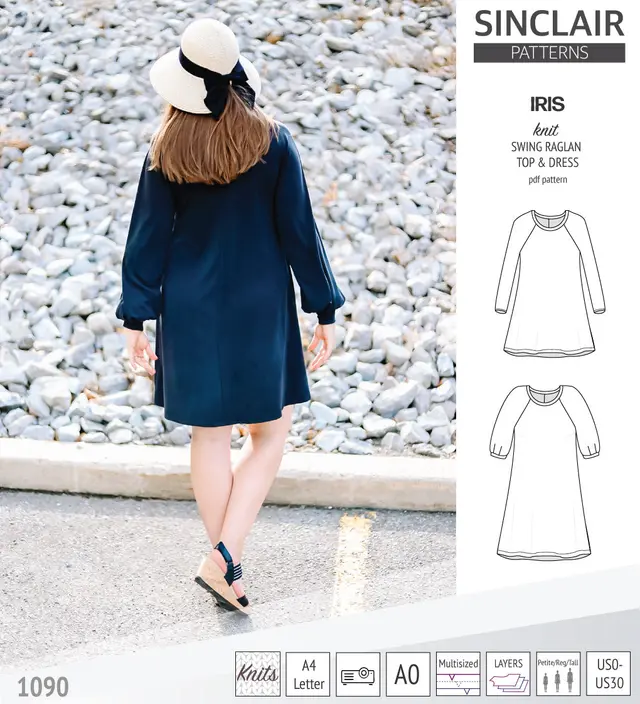 SINCLAIR
PATTERNS
IRIS
knit
SWING RAGLAN
TOP & DRESS
pdf pattern
1090
Knits
A4
Letter
A0
Multisized
LAYERS
Petite/Reg/Tall
US0-
US30